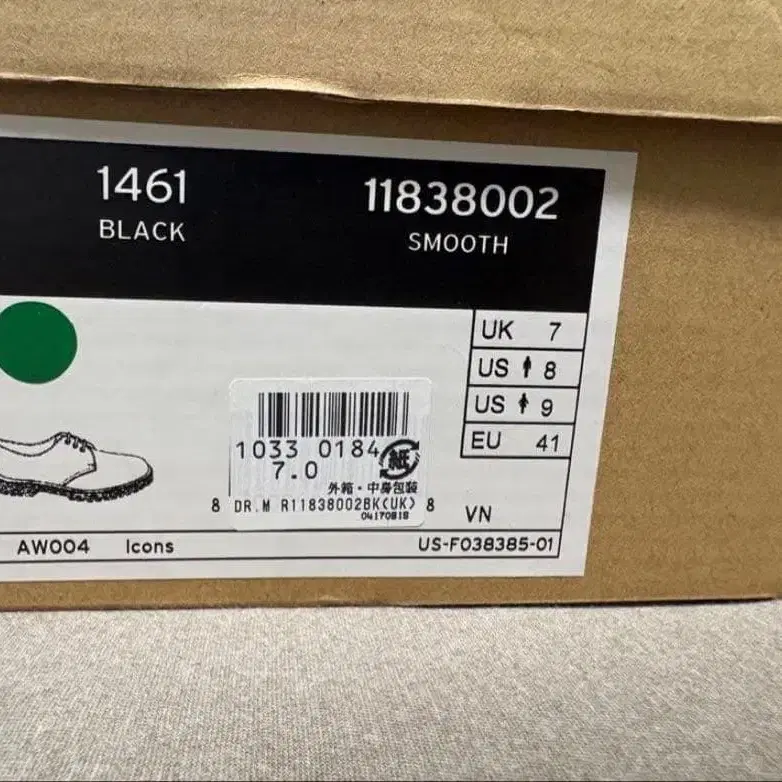 1461
BLACK
11838002
SMOOTH
UK 7
US 8
US 9
EU 41
1033 0184
7.0
紙
外箱・中身包装
8 DR.M R11838002BK(UK) 8
04170818
VN
AW004 Icons
US-F038385-01